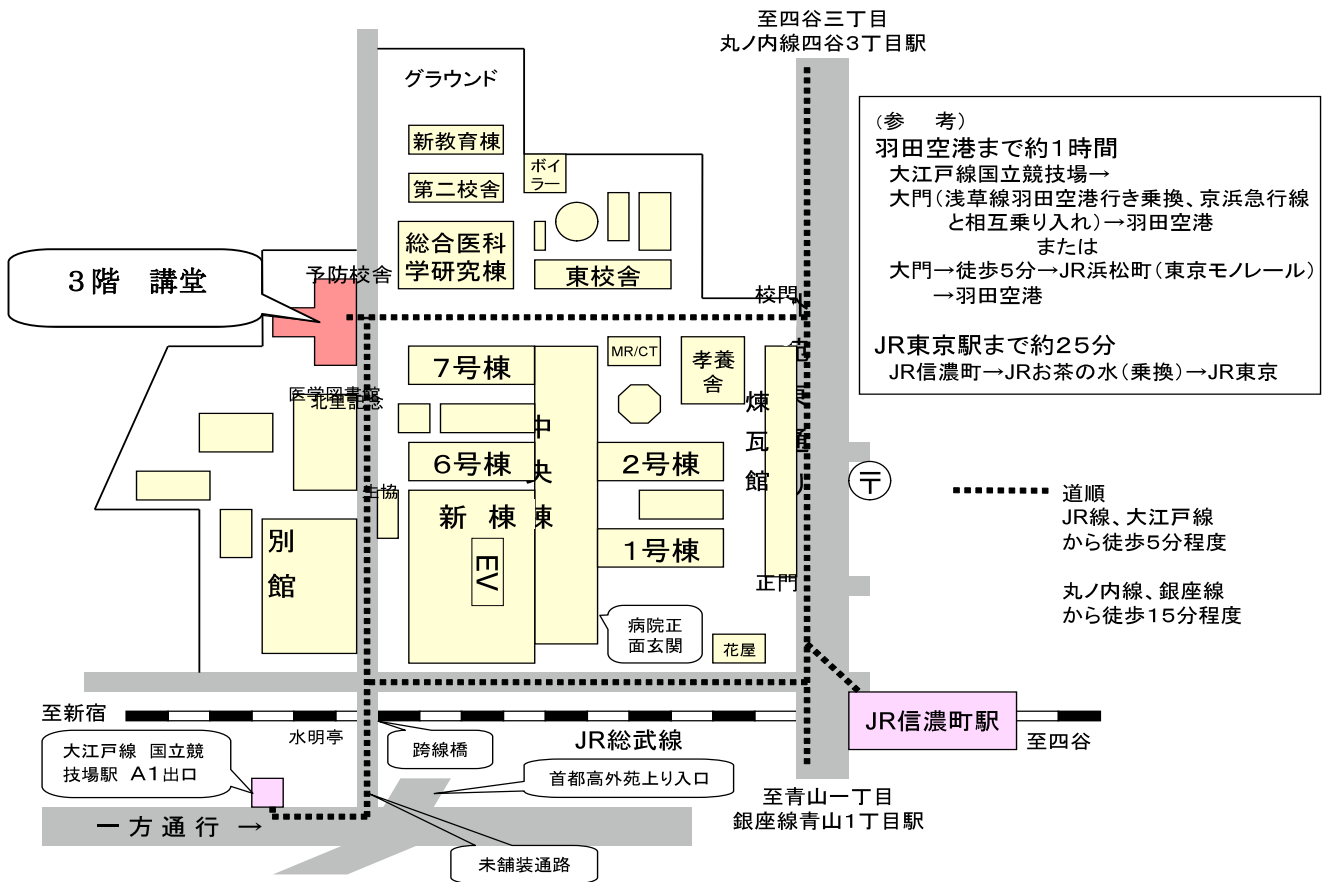 至四谷三丁目
丸ノ内線四谷3丁目駅
グラウンド
新教育棟
ボイ
ラー
第二校舎
総合医科
学研究棟
東校舎
３階　講堂
予防校舎
校門
(参　考)
羽田空港まで約1時間
大江戸線国立競技場→
大門(浅草線羽田空港行き乗換、京浜急行線
と相互乗り入れ)→羽田空港
または
大門→徒歩5分→JR浜松町(東京モノレール)
→羽田空港
JR東京駅まで約25分
JR信濃町→JRお茶の水(乗換)→JR東京
7号棟
MR/CT
孝養
舎
煉瓦館
外苑東通り
北里記念
医学図書館
中央棟
6号棟
2号棟
生協
新棟
EV
1号棟
別館
正門
〒
道順
JR線、大江戸線
から徒歩5分程度
丸ノ内線、銀座線
から徒歩15分程度
病院正
面玄関
花屋
至新宿
水明亭
跨線橋
JR総武線
JR信濃町駅
至四谷
大江戸線 国立競
技場駅 A1出口
首都高外苑上り入口
至青山一丁目
銀座線青山1丁目駅
一方通行 →
未舗装通路